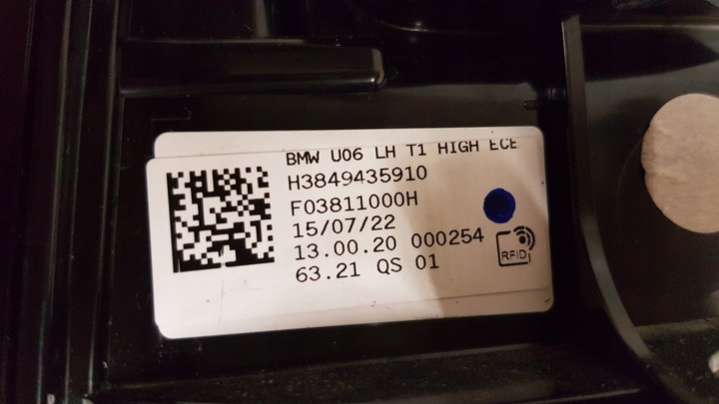 BMW U06 LH T1 HIGH ECE
H3849435910
F03811000H
15/07/22
13.00.20 000254
63.21 QS 01
RFID